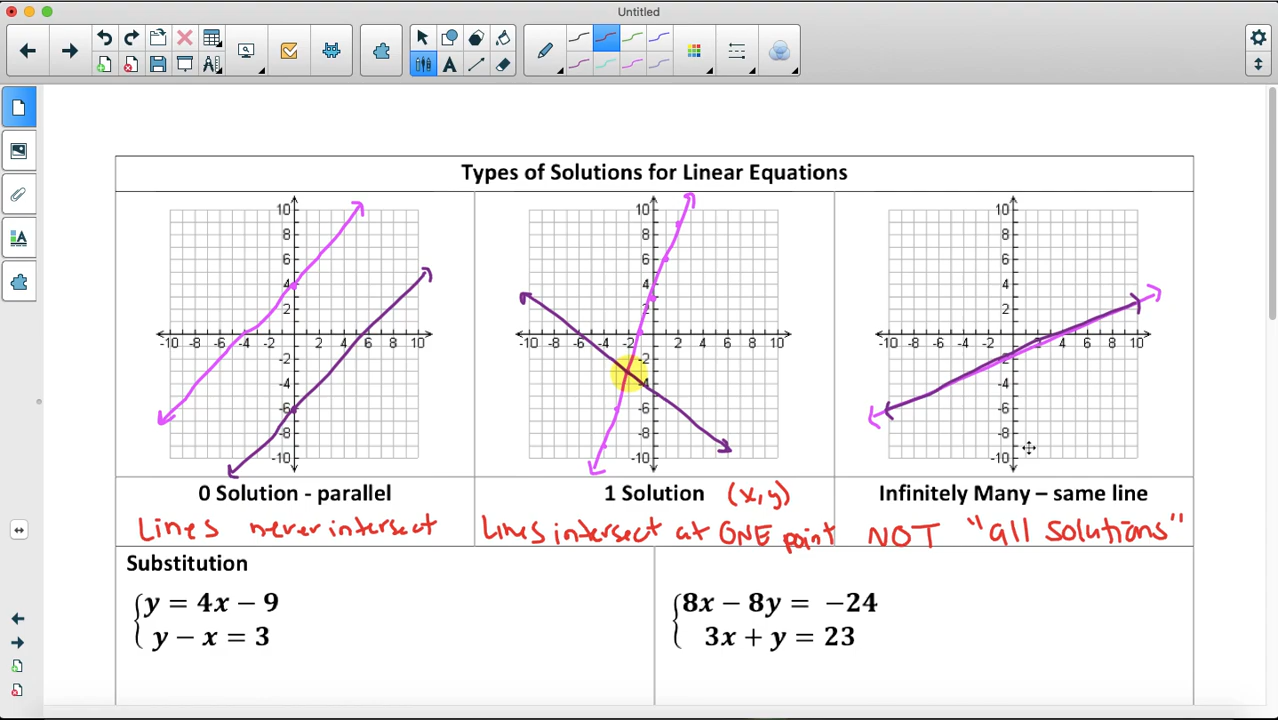 Untitled
Types of Solutions for Linear Equations
10
8
6
4
2
-10 -8 -6 -4 -2 2 4 6 8 10
-2
-4
-6
-8
-10
10
8
6
4
2
-10 -8 -6 -4 -2 2 4 6 8 10
-2
-4
-6
-8
-10
10
8
6
4
2
-10 -8 -6 -4 -2 2 4 6 8 10
-2
-4
-6
-8
-10
0 Solution - parallel
Lines never intersect
1 Solution (x,y)
Lines intersect at ONE point
Infinitely Many – same line
NOT "all solutions"
Substitution
y = 4x − 9
y − x = 3
8x − 8y = −24
3x + y = 23